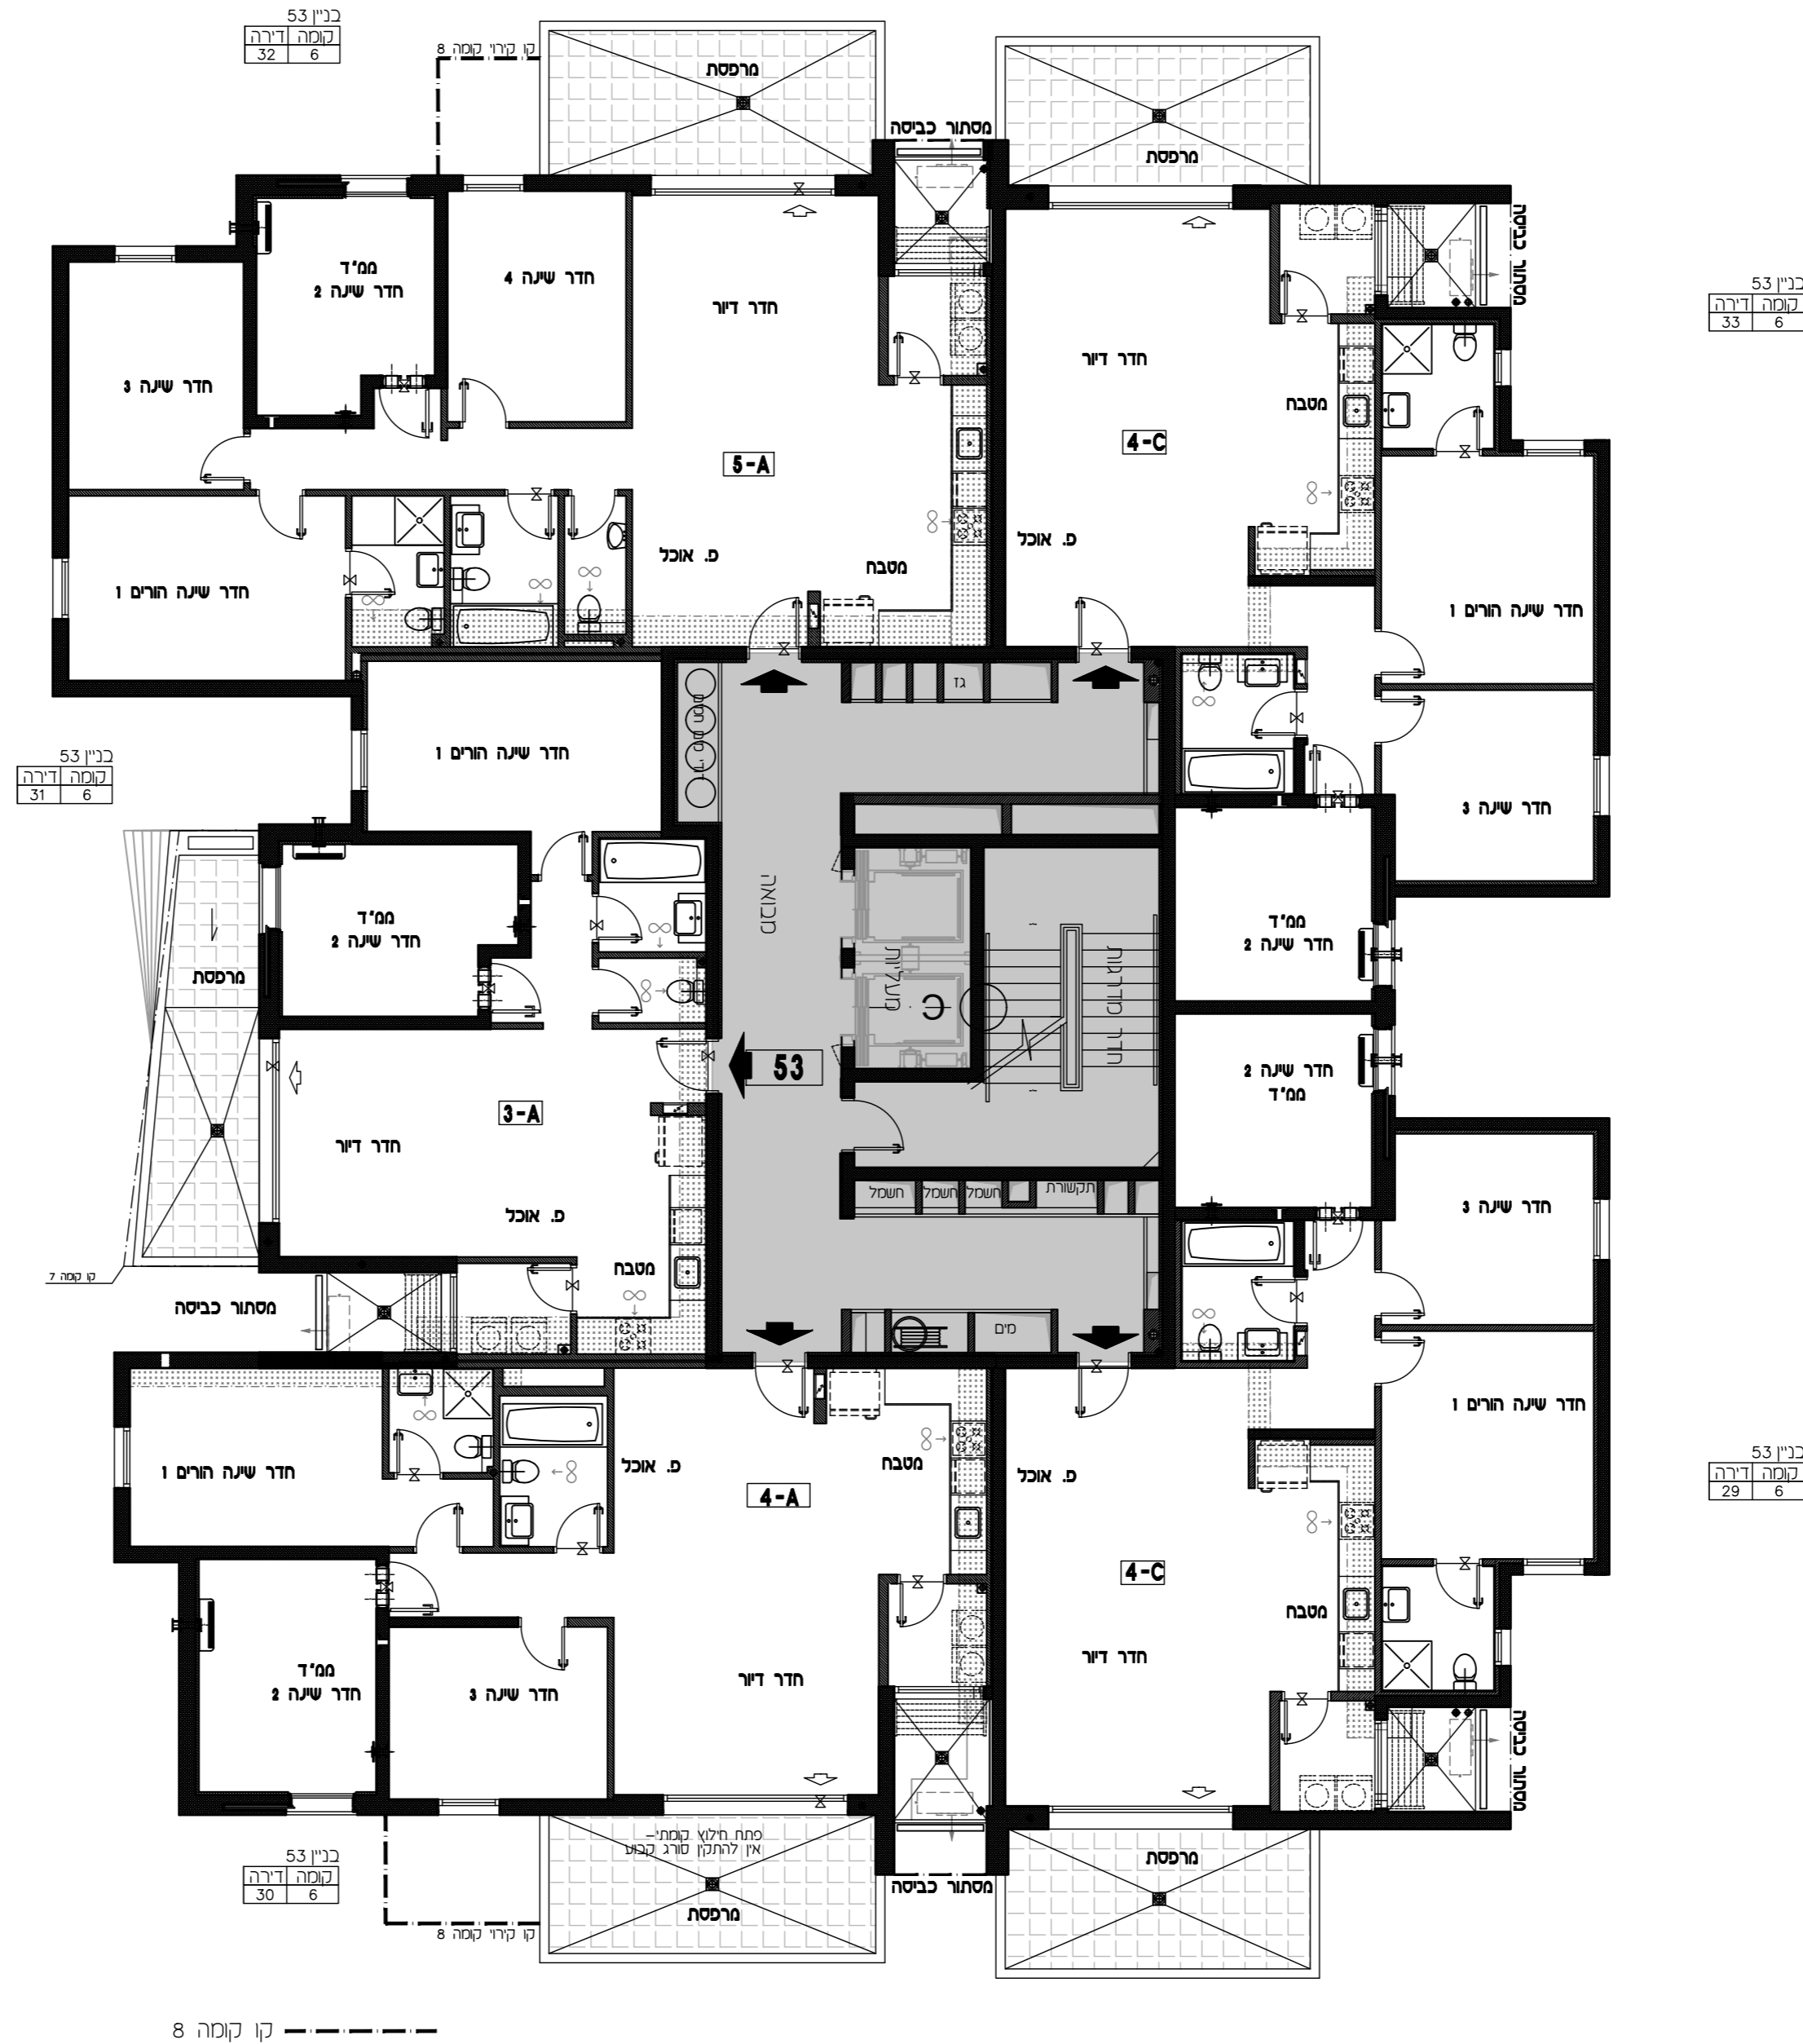 בניין 53
קומה דירה
6 32
קו קירוי קומה 8
מרפסת
מסתור כביסה
מרפסת
ממ"ד
חדר שינה 2
חדר שינה 4
חדר דיור
חדר שינה 3
5-A
פ. אוכל
מטבח
חדר שינה הורים 1
מסתור כביסה
חדר דיור
מטבח
4-C
פ. אוכל
חדר שינה הורים 1
חדר שינה 3
ממ"ד
חדר שינה 2
בניין 53
קומה דירה
6 33
בניין 53
קומה דירה
6 31
חדר שינה הורים 1
ממ"ד
חדר שינה 2
מרפסת
3-A
חדר דיור
פ. אוכל
מטבח
מסתור כביסה
קו קומה 7
גז
מבואה
מעליות
C
חדר מדרגות
53
חשמל
חשמל
חשמל
תקשורת
מים
חדר שינה 2
ממ"ד
חדר שינה 3
חדר שינה הורים 1
פ. אוכל
4-C
מטבח
חדר דיור
מסתור כביסה
מרפסת
בניין 53
קומה דירה
6 29
חדר שינה הורים 1
פ. אוכל
מטבח
4-A
ממ"ד
חדר שינה 2
חדר שינה 3
חדר דיור
פתח חילוץ קומתי-
אין להתקין סורג קבוע
מרפסת
מסתור כביסה
בניין 53
קומה דירה
6 30
קו קירוי קומה 8
קו קומה 8